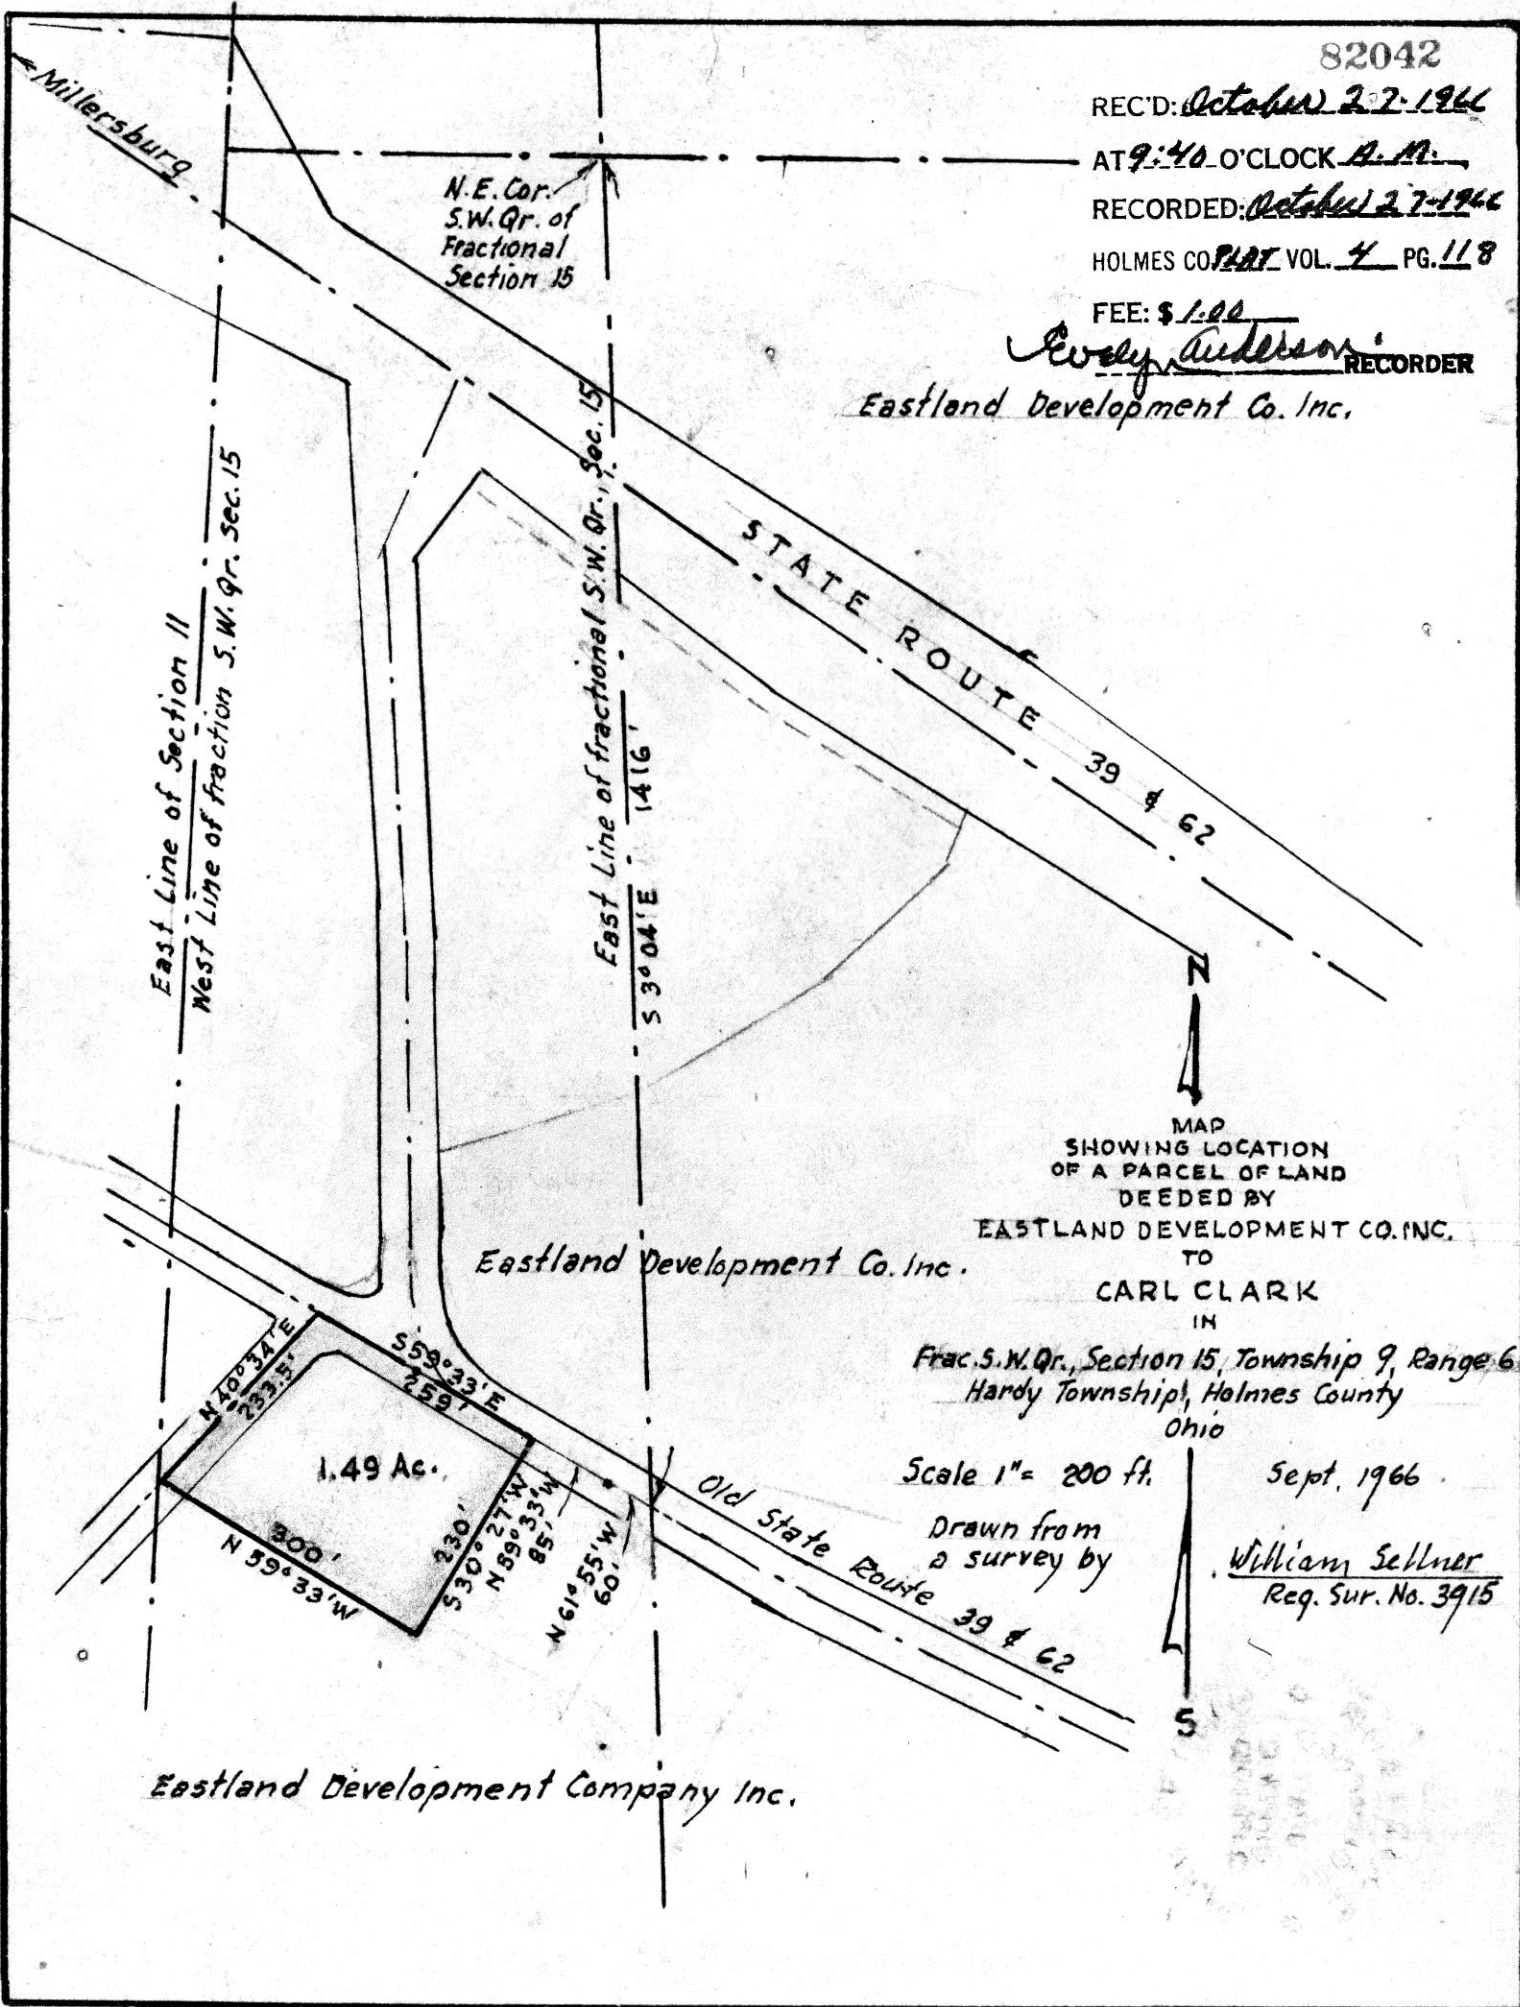 82042
REC'D: October 27-1966
AT 9:40 O'CLOCK A.M.
RECORDED: October 27-1966
HOLMES CO PLAT VOL. 4 PG. 118
FEE: $ 1.00
Evelyn Anderson RECORDER
Eastland Development Co. Inc.
Millersburg
N.E. Cor.
S.W. Qr. of
Fractional
Section 15
East Line of Section 11
West Line of fraction S.W. Qr. Sec. 15
East Line of fractional S.W. Qr., Sec. 15
S 3°04'E 1416'
STATE ROUTE 39 & 62
N
MAP
SHOWING LOCATION
OF A PARCEL OF LAND
DEEDED BY
EASTLAND DEVELOPMENT CO. INC.
TO
CARL CLARK
IN
Frac. S.W. Qr., Section 15, Township 9, Range 6
Hardy Township, Holmes County
Ohio
Scale 1"= 200 ft.
Sept. 1966
Drawn from
a survey by
William Sellner
Reg. Sur. No. 3915
S
Eastland Development Co. Inc.
N 40°34'E
233.5'
S 59°33'E
259'
1.49 Ac.
300'
N 59°33'W
230'
S 30°27'W
N 59°33'W
85'
N 61°55'W
60'
Old State Route 39 & 62
Eastland Development Company Inc.